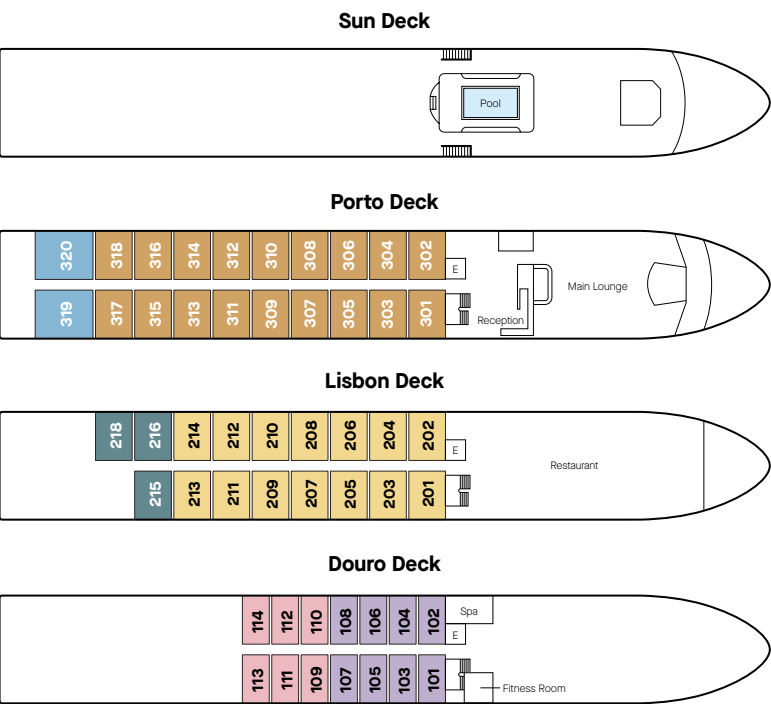 Sun Deck
Pool
Porto Deck
320 318 316 314 312 310 308 306 304 302
E
Main Lounge
319 317 315 313 311 309 307 305 303 301
Reception
Lisbon Deck
218 216 214 212 210 208 206 204 202
E
Restaurant
215 213 211 209 207 205 203 201
Douro Deck
114 112 110 108 106 104 102
Spa
E
113 111 109 107 105 103 101
Fitness Room